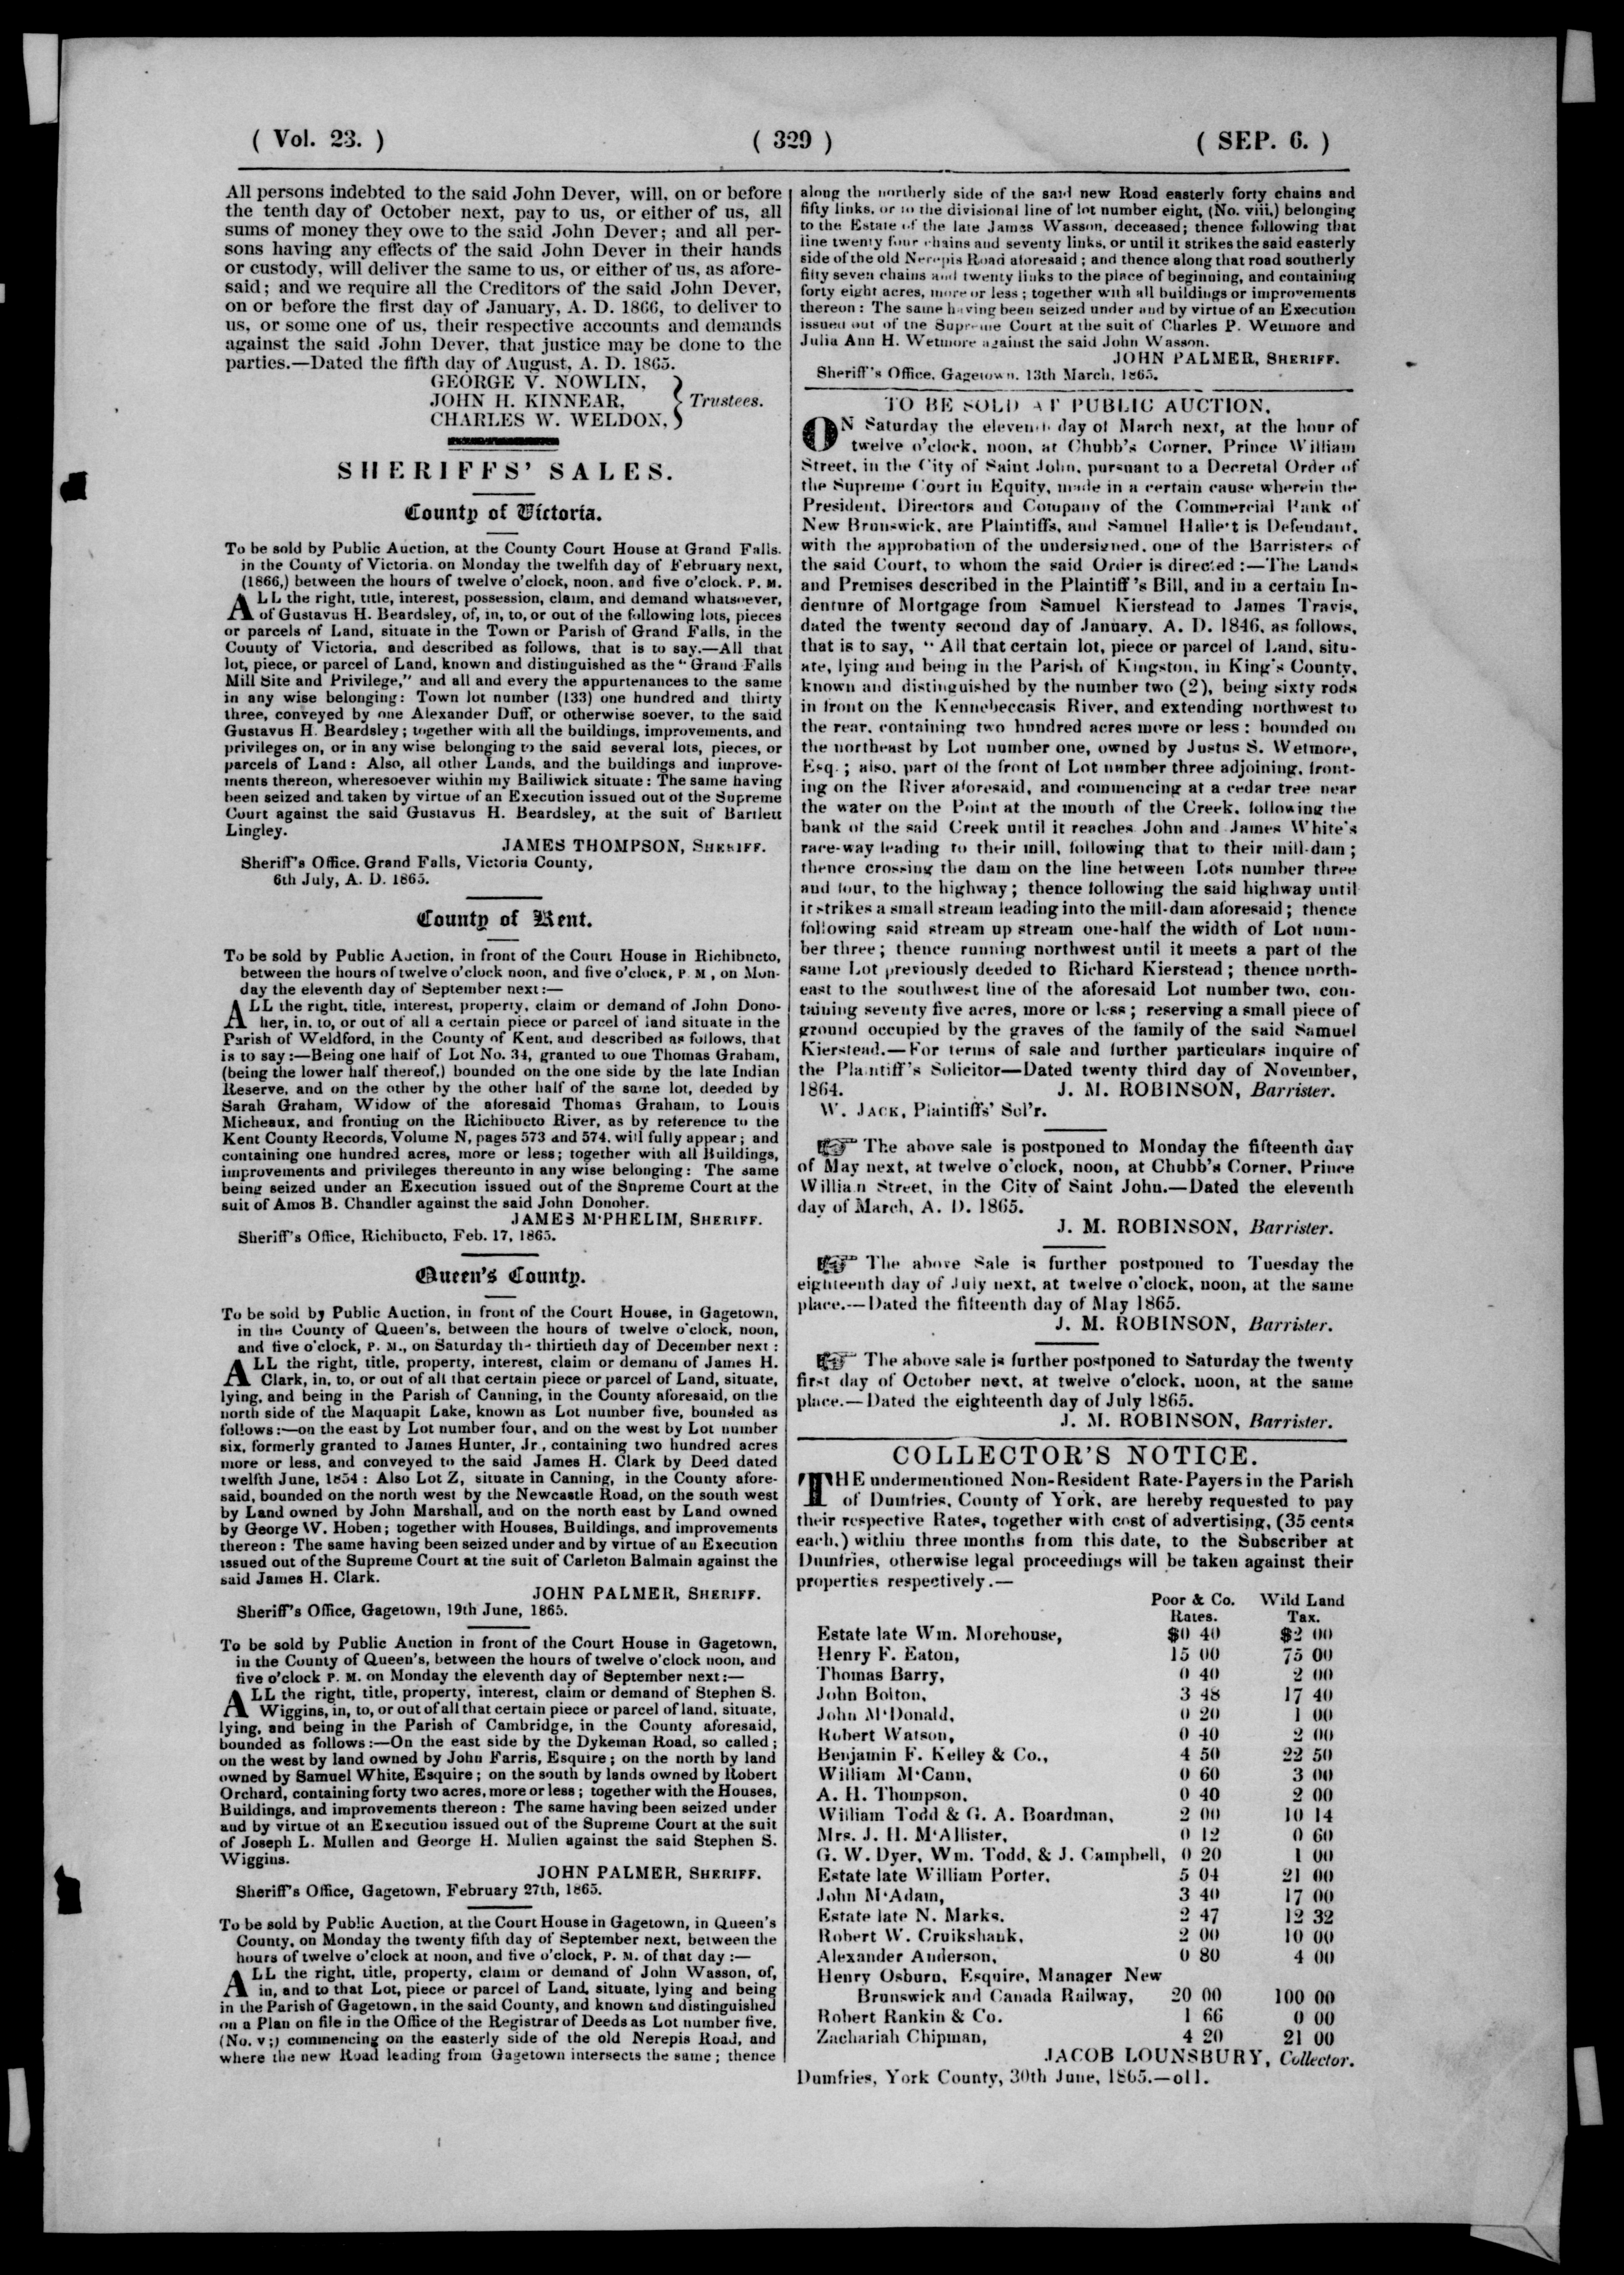 ( Vol. 23. )
( 329 )
( SEP. 6. )
All persons indebted to the said John Dever, will, on or before
the tenth day of October next, pay to us, or either of us, all
sums of money they owe to the said John Dever; and all per-
sons having any effects of the said John Dever in their hands
or custody, will deliver the same to us, or either of us, as afore-
said; and we require all the Creditors of the said John Dever,
on or before the first day of January, A. D. 1866, to deliver to
us, or some one of us, their respective accounts and demands
against the said John Dever, that justice may be done to the
parties.—Dated the fifth day of August, A. D. 1865.
GEORGE V. NOWLIN,
JOHN H. KINNEAR, } Trustees.
CHARLES W. WELDON,
SHERIFFS' SALES.
County of Victoria.
To be sold by Public Auction, at the County Court House at Grand Falls,
in the County of Victoria, on Monday the twelfth day of February next,
(1866,) between the hours of twelve o'clock, noon, and five o'clock, P. M.
ALL the right, title, interest, possession, claim, and demand whatsoever,
of Gustavus H. Beardsley, of, in, to, or out of the following lots, pieces
or parcels of Land, situate in the Town or Parish of Grand Falls, in the
County of Victoria, and described as follows, that is to say.—All that
lot, piece, or parcel of Land, known and distinguished as the "Grand Falls
Mill Site and Privilege," and all and every the appurtenances to the same
in any wise belonging: Town lot number (133) one hundred and thirty
three, conveyed by one Alexander Duff, or otherwise soever, to the said
Gustavus H. Beardsley; together with all the buildings, improvements, and
privileges on, or in any wise belonging to the said several lots, pieces, or
parcels of Land: Also, all other Lands, and the buildings and improve-
ments thereon, wheresoever within my Bailiwick situate: The same having
been seized and taken by virtue of an Execution issued out of the Supreme
Court against the said Gustavus H. Beardsley, at the suit of Bartlett
Lingley.
JAMES THOMPSON, SHERIFF.
Sheriff's Office, Grand Falls, Victoria County,
6th July, A. D. 1865.
County of Kent.
To be sold by Public Auction, in front of the Court House in Richibucto,
between the hours of twelve o'clock noon, and five o'clock, P. M, on Mon-
day the eleventh day of September next:—
ALL the right, title, interest, property, claim or demand of John Dono-
her, in, to, or out of all a certain piece or parcel of land situate in the
Parish of Weldford, in the County of Kent, and described as follows, that
is to say:—Being one half of Lot No. 34, granted to one Thomas Graham,
(being the lower half thereof,) bounded on the one side by the late Indian
Reserve, and on the other by the other half of the same lot, deeded by
Sarah Graham, Widow of the aforesaid Thomas Graham, to Louis
Micheaux, and fronting on the Richibucto River, as by reference to the
Kent County Records, Volume N, pages 573 and 574, will fully appear; and
containing one hundred acres, more or less; together with all Buildings,
improvements and privileges thereunto in any wise belonging: The same
being seized under an Execution issued out of the Supreme Court at the
suit of Amos B. Chandler against the said John Donoher.
JAMES M'PHELIM, SHERIFF.
Sheriff's Office, Richibucto, Feb. 17, 1865.
Queen's County.
To be sold by Public Auction, in front of the Court House, in Gagetown,
in the County of Queen's, between the hours of twelve o'clock, noon,
and five o'clock, P. M., on Saturday the thirtieth day of December next:
ALL the right, title, property, interest, claim or demand of James H.
Clark, in, to, or out of all that certain piece or parcel of Land, situate,
lying, and being in the Parish of Canning, in the County aforesaid, on the
north side of the Maquapit Lake, known as Lot number five, bounded as
follows:—on the east by Lot number four, and on the west by Lot number
six, formerly granted to James Hunter, Jr., containing two hundred acres
more or less, and conveyed to the said James H. Clark by Deed dated
twelfth June, 1854: Also Lot Z, situate in Canning, in the County afore-
said, bounded on the north west by the Newcastle Road, on the south west
by Land owned by John Marshall, and on the north east by Land owned
by George W. Hoben; together with Houses, Buildings, and improvements
thereon: The same having been seized under and by virtue of an Execution
issued out of the Supreme Court at the suit of Carleton Balmain against the
said James H. Clark.
JOHN PALMER, SHERIFF.
Sheriff's Office, Gagetown, 19th June, 1865.
To be sold by Public Auction in front of the Court House in Gagetown,
in the County of Queen's, between the hours of twelve o'clock noon, and
five o'clock P. M. on Monday the eleventh day of September next:—
ALL the right, title, property, interest, claim or demand of Stephen S.
Wiggins, in, to, or out of all that certain piece or parcel of land, situate,
lying, and being in the Parish of Cambridge, in the County aforesaid,
bounded as follows:—On the east side by the Dykeman Road, so called;
on the west by land owned by John Farris, Esquire; on the north by land
owned by Samuel White, Esquire; on the south by lands owned by Robert
Orchard, containing forty two acres, more or less; together with the Houses,
Buildings, and improvements thereon: The same having been seized under
and by virtue of an Execution issued out of the Supreme Court at the suit
of Joseph L. Mullen and George H. Mullen against the said Stephen S.
Wiggins.
JOHN PALMER, SHERIFF.
Sheriff's Office, Gagetown, February 27th, 1865.
To be sold by Public Auction, at the Court House in Gagetown, in Queen's
County, on Monday the twenty fifth day of September next, between the
hours of twelve o'clock at noon, and five o'clock, P. M. of that day:—
ALL the right, title, property, claim or demand of John Wasson, of,
in, and to that Lot, piece or parcel of Land, situate, lying and being
in the Parish of Gagetown, in the said County, and known and distinguished
on a Plan on file in the Office of the Registrar of Deeds as Lot number five,
(No. v;) commencing on the easterly side of the old Nerepis Road, and
where the new Road leading from Gagetown intersects the same; thence
along the northerly side of the said new Road easterly forty chains and
fifty links, or to the divisional line of lot number eight, (No. viii,) belonging
to the Estate of the late James Wasson, deceased; thence following that
line twenty four chains and seventy links, or until it strikes the said easterly
side of the old Nerepis Road aforesaid; and thence along that road southerly
fifty seven chains and twenty links to the place of beginning, and containing
forty eight acres, more or less; together with all buildings or improvements
thereon: The same having been seized under and by virtue of an Execution
issued out of the Supreme Court at the suit of Charles P. Wetmore and
Julia Ann H. Wetmore against the said John Wasson.
JOHN PALMER, SHERIFF.
Sheriff's Office, Gagetown, 13th March, 1865.
TO BE SOLD AT PUBLIC AUCTION,
ON Saturday the eleventh day of March next, at the hour of
twelve o'clock, noon, at Chubb's Corner, Prince William
Street, in the City of Saint John, pursuant to a Decretal Order of
the Supreme Court in Equity, made in a certain cause wherein the
President, Directors and Company of the Commercial Bank of
New Brunswick, are Plaintiffs, and Samuel Hallett is Defendant,
with the approbation of the undersigned, one of the Barristers of
the said Court, to whom the said Order is directed:—The Lands
and Premises described in the Plaintiff's Bill, and in a certain In-
denture of Mortgage from Samuel Kierstead to James Travis,
dated the twenty second day of January, A. D. 1846, as follows,
that is to say, "All that certain lot, piece or parcel of Land, situ-
ate, lying and being in the Parish of Kingston, in King's County,
known and distinguished by the number two (2), being sixty rods
in front on the Kennebeccasis River, and extending northwest to
the rear, containing two hundred acres more or less: bounded on
the northeast by Lot number one, owned by Justus S. Wetmore,
Esq.; also, part of the front of Lot number three adjoining, front-
ing on the River aforesaid, and commencing at a cedar tree near
the water on the Point at the mouth of the Creek, following the
bank of the said Creek until it reaches John and James White's
race-way leading to their mill, following that to their mill-dam;
thence crossing the dam on the line between Lots number three
and four, to the highway; thence following the said highway until
it strikes a small stream leading into the mill-dam aforesaid; thence
following said stream up stream one-half the width of Lot num-
ber three; thence running northwest until it meets a part of the
same Lot previously deeded to Richard Kierstead; thence north-
east to the southwest line of the aforesaid Lot number two, con-
taining seventy five acres, more or less; reserving a small piece of
ground occupied by the graves of the family of the said Samuel
Kierstead.—For terms of sale and further particulars inquire of
the Plaintiff's Solicitor—Dated twenty third day of November,
1864. J. M. ROBINSON, Barrister.
W. JACK, Plaintiffs' Sol'r.
☞ The above sale is postponed to Monday the fifteenth day
of May next, at twelve o'clock, noon, at Chubb's Corner, Prince
William Street, in the City of Saint John.—Dated the eleventh
day of March, A. D. 1865.
J. M. ROBINSON, Barrister.
☞ The above Sale is further postponed to Tuesday the
eighteenth day of July next, at twelve o'clock, noon, at the same
place.—Dated the fifteenth day of May 1865.
J. M. ROBINSON, Barrister.
☞ The above sale is further postponed to Saturday the twenty
first day of October next, at twelve o'clock, noon, at the same
place.—Dated the eighteenth day of July 1865.
J. M. ROBINSON, Barrister.
COLLECTOR'S NOTICE.
THE undermentioned Non-Resident Rate-Payers in the Parish
of Dumfries, County of York, are hereby requested to pay
their respective Rates, together with cost of advertising, (35 cents
each,) within three months from this date, to the Subscriber at
Dumfries, otherwise legal proceedings will be taken against their
properties respectively.—
Poor & Co. Wild Land
Rates. Tax.
Estate late Wm. Morehouse, $0 40 $2 00
Henry F. Eaton, 15 00 75 00
Thomas Barry, 0 40 2 00
John Bolton, 3 48 17 40
John M'Donald, 0 20 1 00
Robert Watson, 0 40 2 00
Benjamin F. Kelley & Co., 4 50 22 50
William M'Cann, 0 60 3 00
A. H. Thompson, 0 40 2 00
William Todd & G. A. Boardman, 2 00 10 14
Mrs. J. H. M'Allister, 0 12 0 60
G. W. Dyer, Wm. Todd, & J. Campbell, 0 20 1 00
Estate late William Porter, 5 04 21 00
John M'Adam, 3 40 17 00
Estate late N. Marks, 2 47 12 32
Robert W. Cruikshank, 2 00 10 00
Alexander Anderson, 0 80 4 00
Henry Osburn, Esquire, Manager New
Brunswick and Canada Railway, 20 00 100 00
Robert Rankin & Co. 1 66 0 00
Zachariah Chipman, 4 20 21 00
JACOB LOUNSBURY, Collector.
Dumfries, York County, 30th June, 1865.—o11.